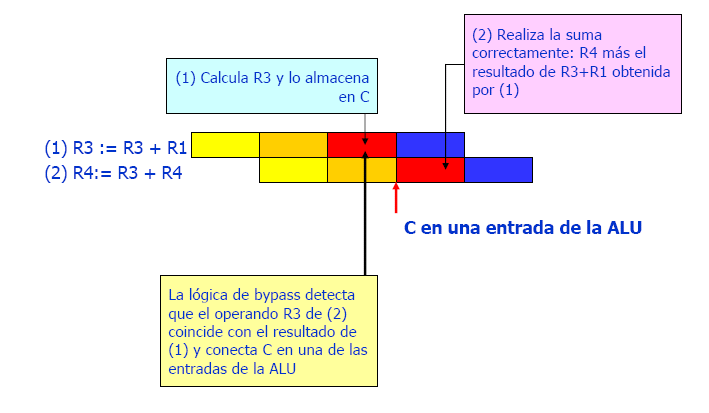 (1) Calcula R3 y lo almacena
en C
(2) Realiza la suma
correctamente: R4 más el
resultado de R3+R1 obtenida
por (1)
(1) R3 := R3 + R1
(2) R4:= R3 + R4
C en una entrada de la ALU
La lógica de bypass detecta
que el operando R3 de (2)
coincide con el resultado de
(1) y conecta C en una de las
entradas de la ALU